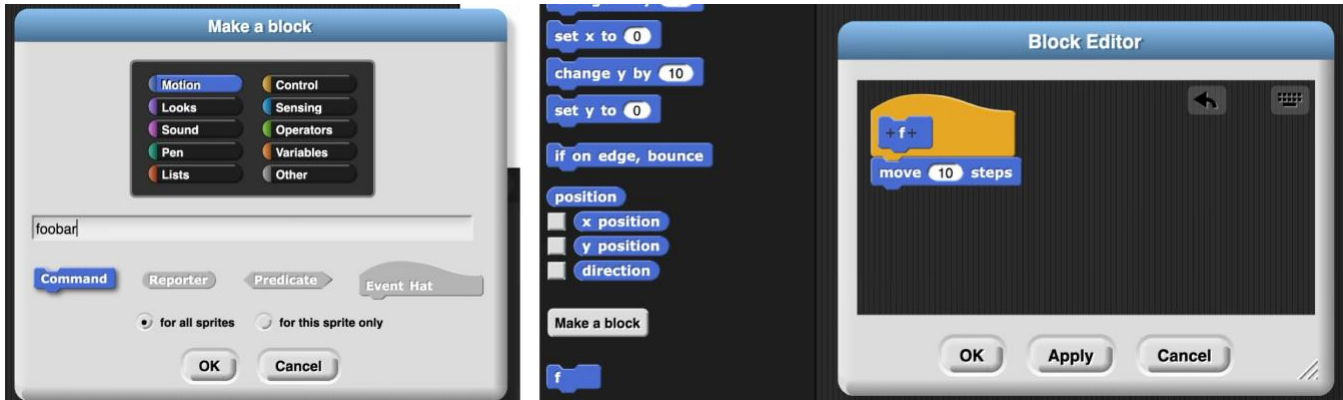 Make a block
Motion
Control
Looks
Sensing
Sound
Operators
Pen
Variables
Lists
Other
foobar
Command
Reporter
Predicate
Event Hat
for all sprites
for this sprite only
OK
Cancel
set x to 0
change y by 10
set y to 0
if on edge, bounce
position
x position
y position
direction
Make a block
f
Block Editor
+ f +
move 10 steps
OK
Apply
Cancel